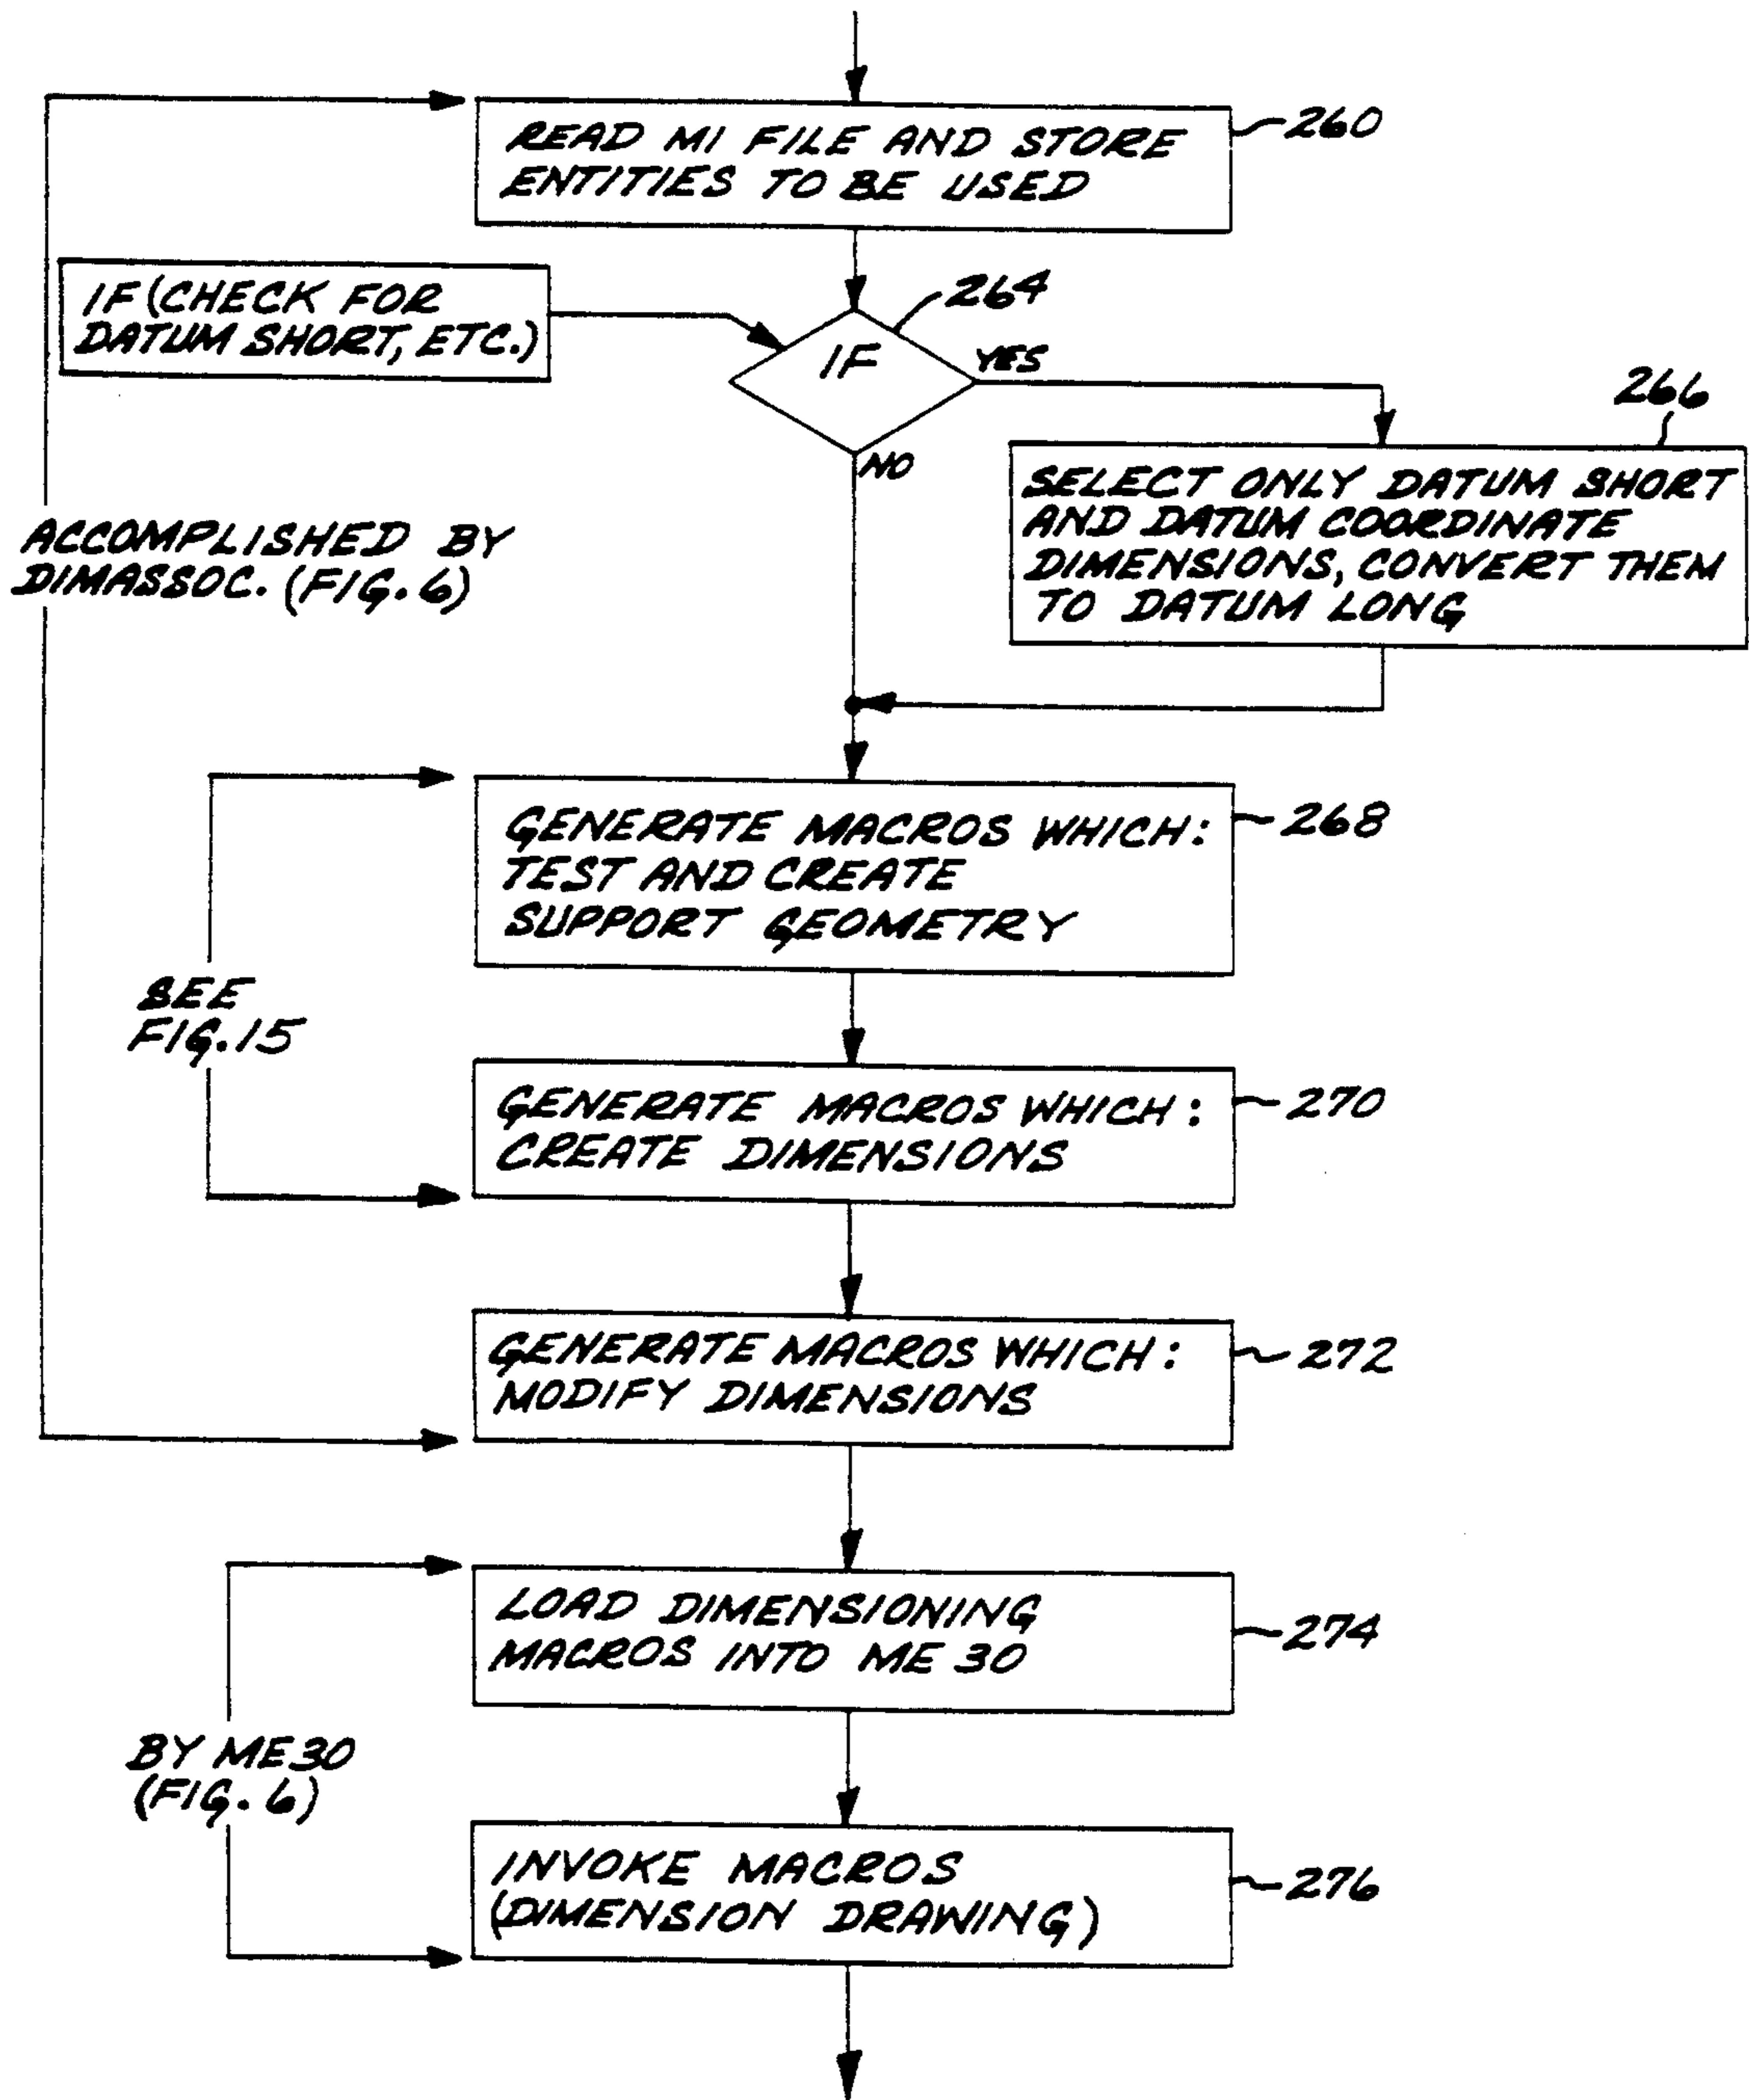 READ MI FILE AND STORE
ENTITIES TO BE USED
260
IF (CHECK FOR
DATUM SHORT, ETC.)
264
IF
YES
NO
266
SELECT ONLY DATUM SHORT
AND DATUM COORDINATE
DIMENSIONS, CONVERT THEM
TO DATUM LONG
ACCOMPLISHED BY
DIMASSOC. (FIG. 6)
GENERATE MACROS WHICH:
TEST AND CREATE
SUPPORT GEOMETRY
268
SEE
FIG. 15
GENERATE MACROS WHICH:
CREATE DIMENSIONS
270
GENERATE MACROS WHICH:
MODIFY DIMENSIONS
272
LOAD DIMENSIONING
MACROS INTO ME 30
274
BY ME30
(FIG. 6)
INVOKE MACROS
(DIMENSION DRAWING)
276